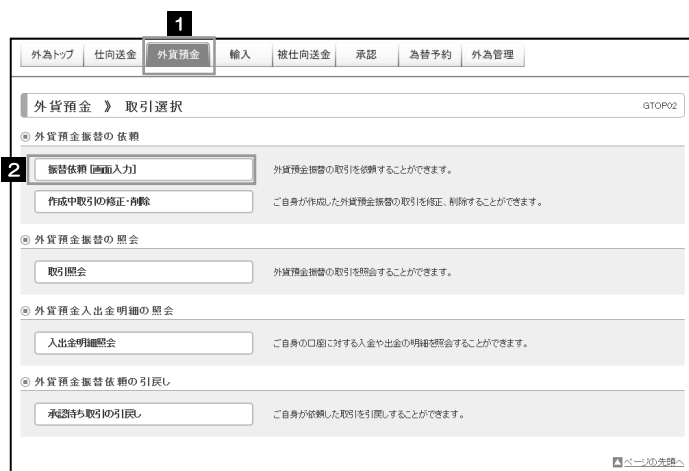 1
外為トップ 仕向送金 外貨預金 輸入 被仕向送金 承認 為替予約 外為管理
外貨預金 》 取引選択 GTOP02
外貨預金振替の依頼
2
振替依頼[画面入力] 外貨預金振替の取引を依頼することができます。
作成中取引の修正・削除 ご自身が作成した外貨預金振替の取引を修正、削除することができます。
外貨預金振替の照会
取引照会 外貨預金振替の取引を照会することができます。
外貨預金入出金明細の照会
入出金明細照会 ご自身の口座に対する入金や出金の明細を照会することができます。
外貨預金振替依頼の引戻し
承認待ち取引の引戻し ご自身が依頼した取引を引戻しすることができます。
ページの先頭へ